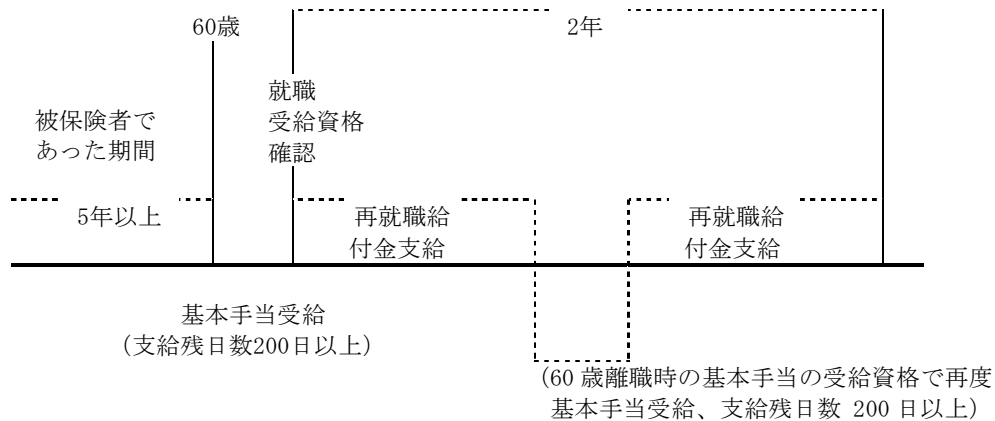 60歳
2年
就職
受給資格
確認
被保険者で
あった期間
5年以上
再就職給
付金支給
再就職給
付金支給
基本手当受給
（支給残日数200日以上）
（60 歳離職時の基本手当の受給資格で再度
基本手当受給、支給残日数 200 日以上）